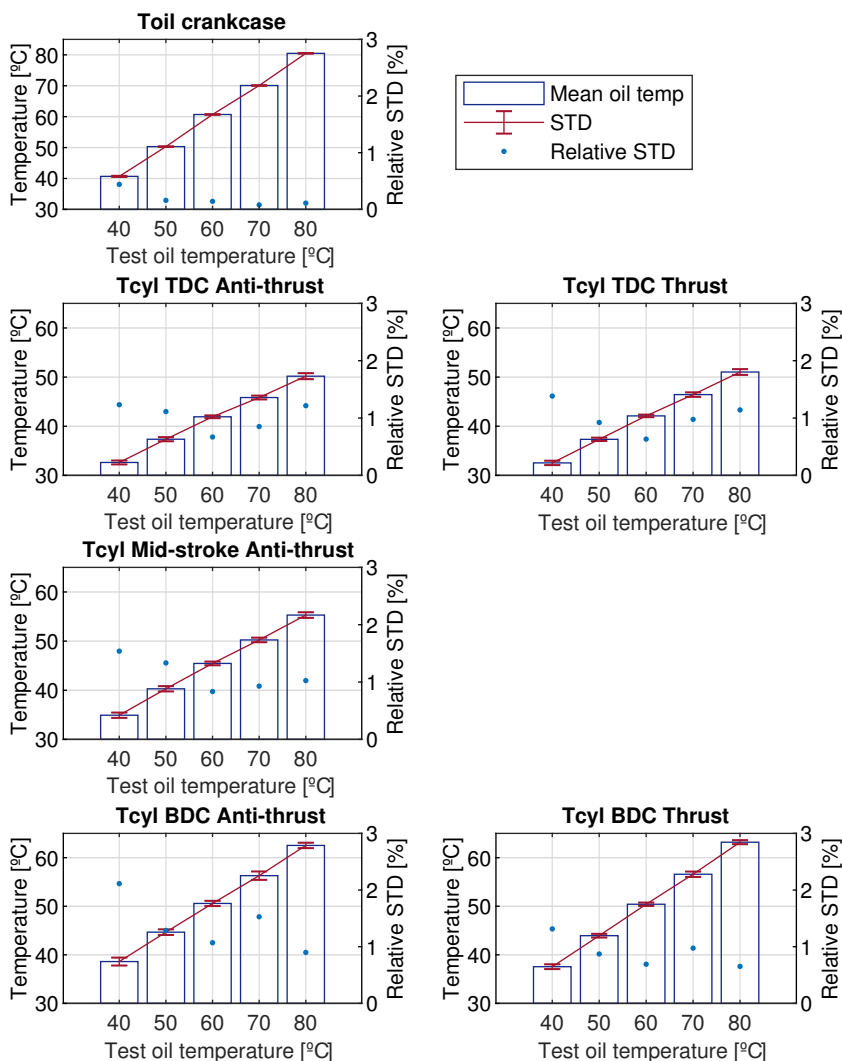 Toil crankcase
Temperature [ºC]
80
70
60
50
40
30
3
2
1
0
Relative STD [%]
40 50 60 70 80
Test oil temperature [ºC]
Mean oil temp
STD
Relative STD
Tcyl TDC Anti-thrust
Temperature [ºC]
60
50
40
30
3
2
1
0
Relative STD [%]
40 50 60 70 80
Test oil temperature [ºC]
Tcyl TDC Thrust
Temperature [ºC]
60
50
40
30
3
2
1
0
Relative STD [%]
40 50 60 70 80
Test oil temperature [ºC]
Tcyl Mid-stroke Anti-thrust
Temperature [ºC]
60
50
40
30
3
2
1
0
Relative STD [%]
40 50 60 70 80
Test oil temperature [ºC]
Tcyl BDC Anti-thrust
Temperature [ºC]
60
50
40
30
3
2
1
0
Relative STD [%]
40 50 60 70 80
Test oil temperature [ºC]
Tcyl BDC Thrust
Temperature [ºC]
60
50
40
30
3
2
1
0
Relative STD [%]
40 50 60 70 80
Test oil temperature [ºC]